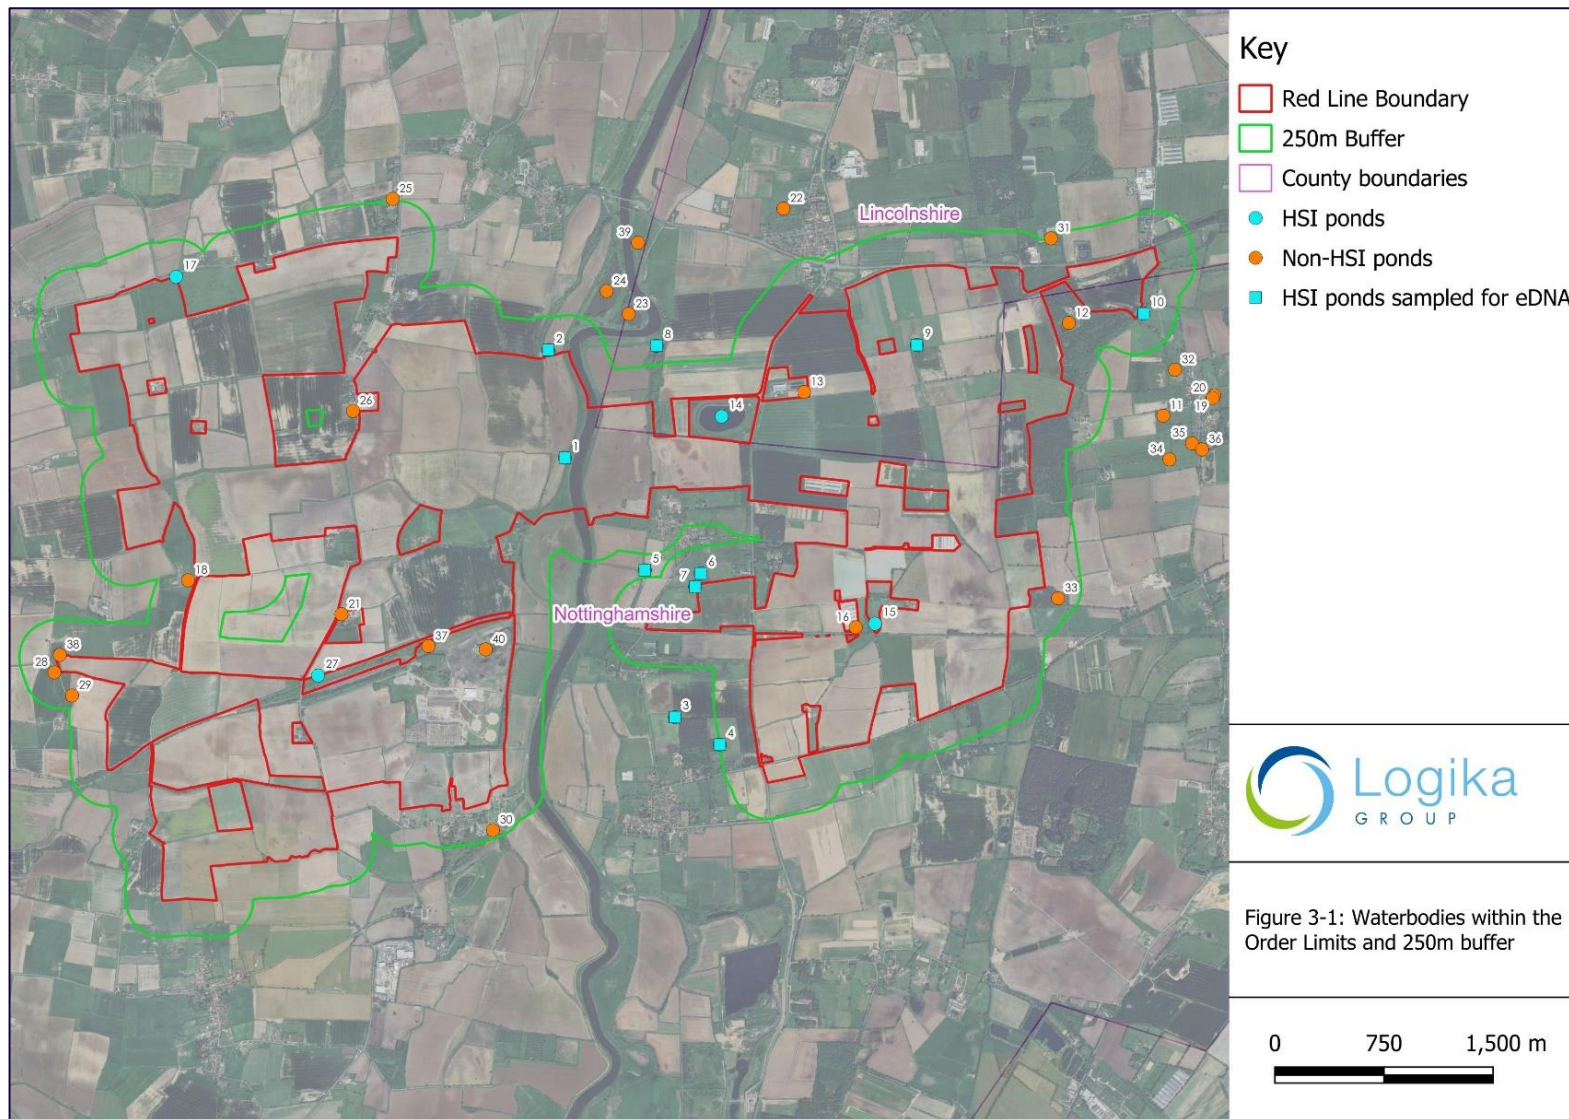 Key
Red Line Boundary
250m Buffer
County boundaries
HSI ponds
Non-HSI ponds
HSI ponds sampled for eDNA
Logika
GROUP
Figure 3-1: Waterbodies within the
Order Limits and 250m buffer
0 750 1,500 m
25
22
Lincolnshire
39
31
17
24
23
10
12
2
8
9
32
13
20
26
14
19
11
35
36
1
34
5
6
18
7
33
21
Nottinghamshire
16
15
37
40
38
28
27
29
3
4
30